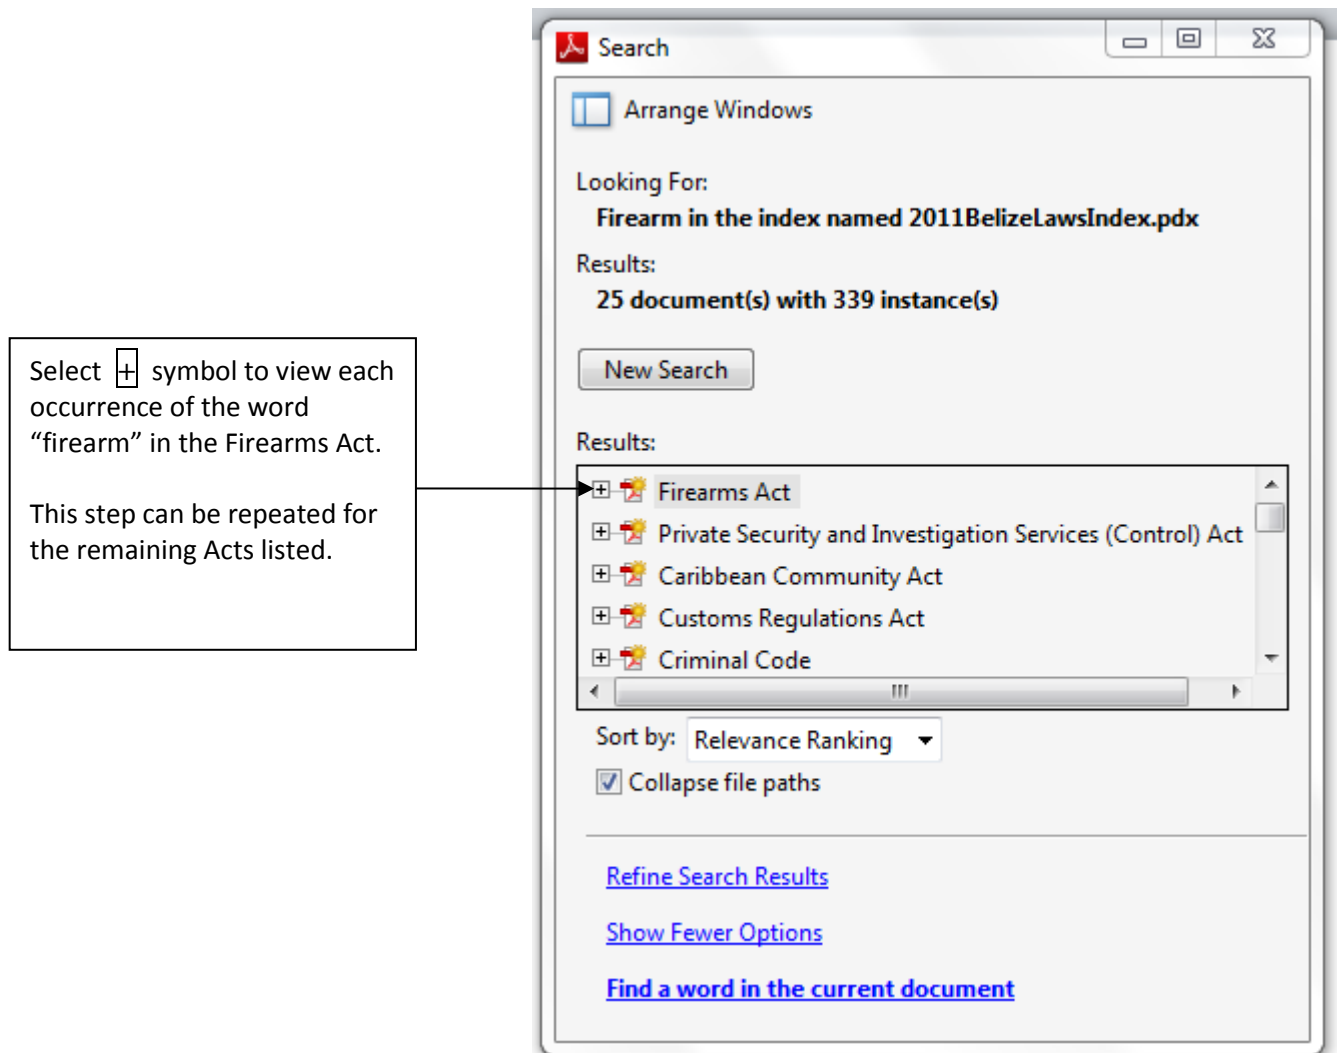 Search
Arrange Windows
Looking For:
Firearm in the index named 2011BelizeLawsIndex.pdx
Results:
25 document(s) with 339 instance(s)
New Search
Select + symbol to view each
occurrence of the word
“firearm” in the Firearms Act.
This step can be repeated for
the remaining Acts listed.
Results:
Firearms Act
Private Security and Investigation Services (Control) Act
Caribbean Community Act
Customs Regulations Act
Criminal Code
Sort by: Relevance Ranking
Collapse file paths
Refine Search Results
Show Fewer Options
Find a word in the current document